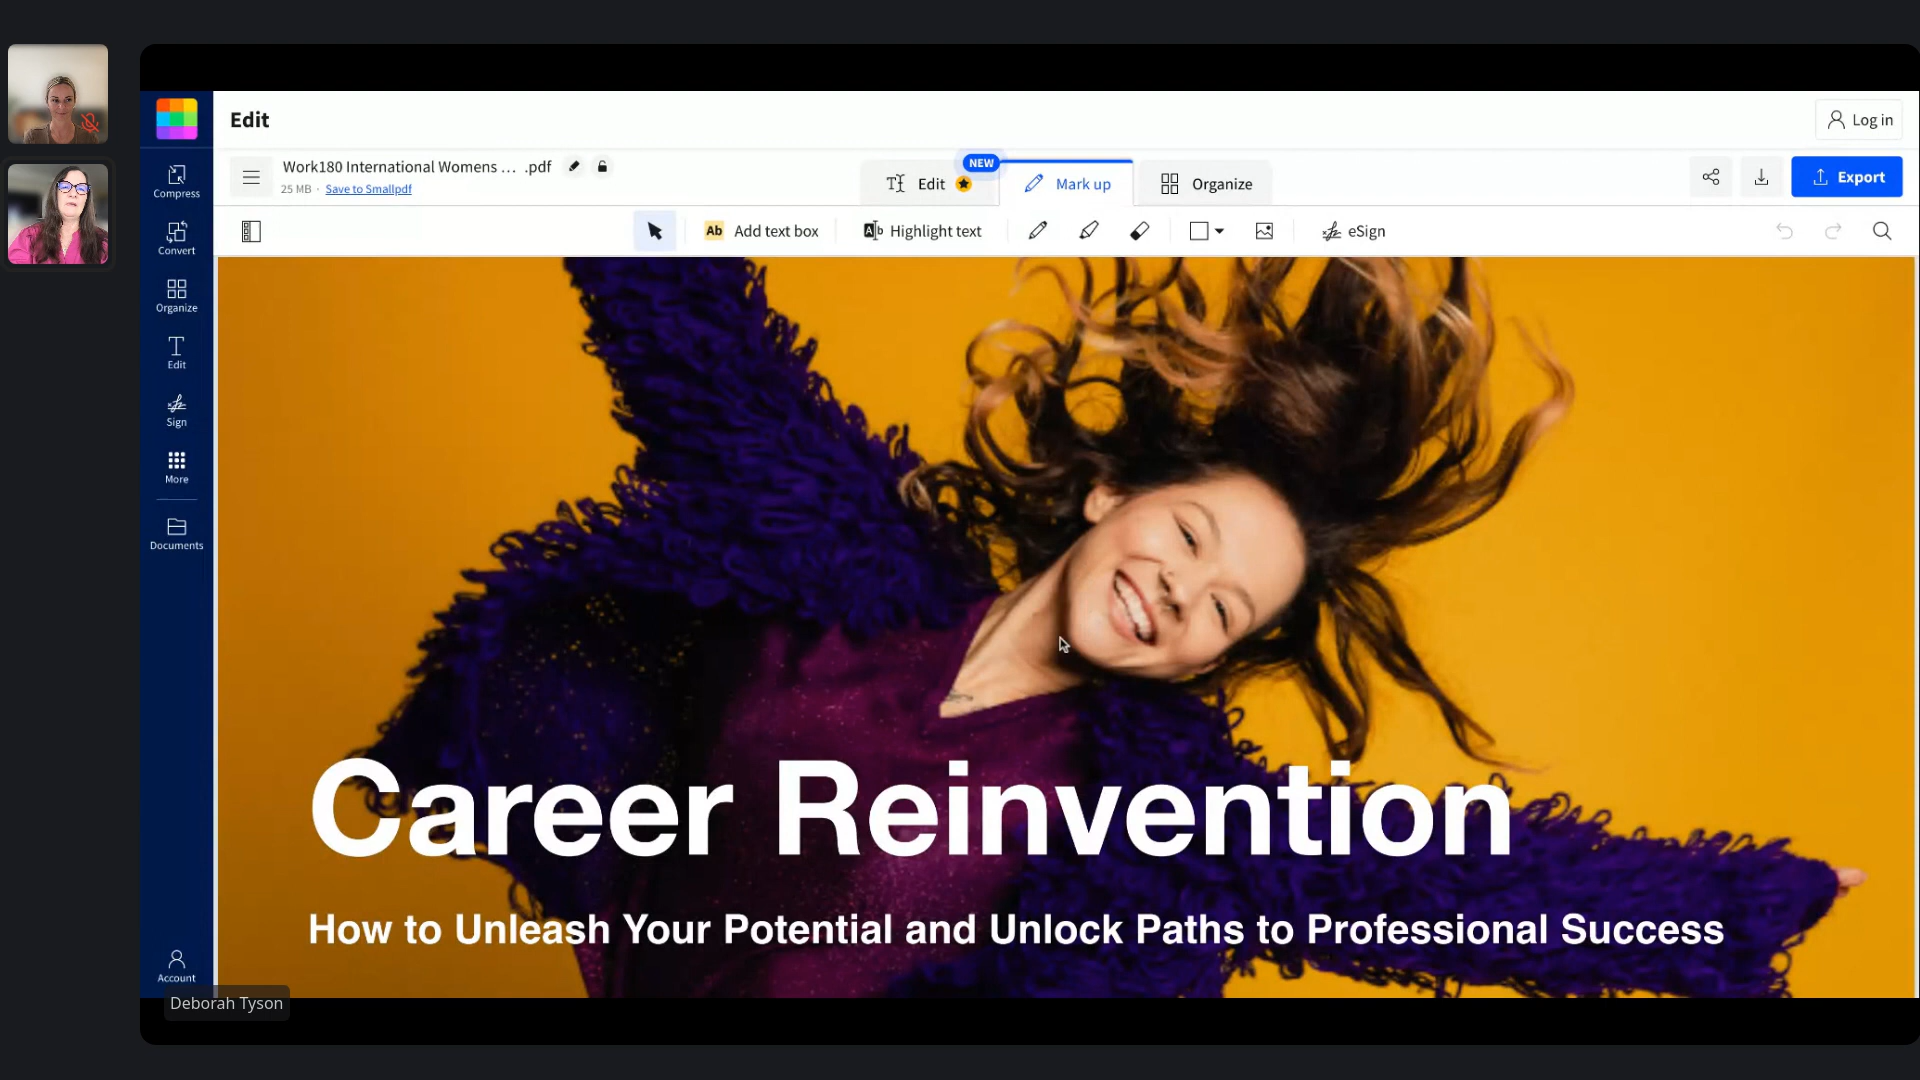 Edit
Log in
Work180 International Womens ... .pdf
25 MB · Save to Smallpdf
NEW
Edit
Mark up
Organize
Export
Ab Add text box
Ab Highlight text
eSign
Compress
Convert
Organize
Edit
Sign
More
Documents
Account
Career Reinvention
How to Unleash Your Potential and Unlock Paths to Professional Success
Deborah Tyson